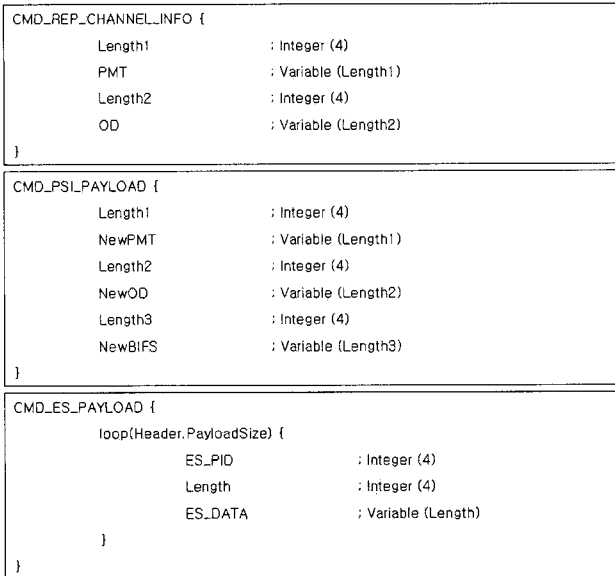 CMD_REP_CHANNEL_INFO {
Length1 ; Integer (4)
PMT ; Variable (Length1)
Length2 ; Integer (4)
OD ; Variable (Length2)
}
CMD_PSI_PAYLOAD {
Length1 ; Integer (4)
NewPMT ; Variable (Length1)
Length2 ; Integer (4)
NewOD ; Variable (Length2)
Length3 ; Integer (4)
NewBIFS ; Variable (Length3)
}
CMD_ES_PAYLOAD {
loop(Header.PayloadSize) {
ES_PID ; Integer (4)
Length ; Integer (4)
ES_DATA ; Variable (Length)
}
}